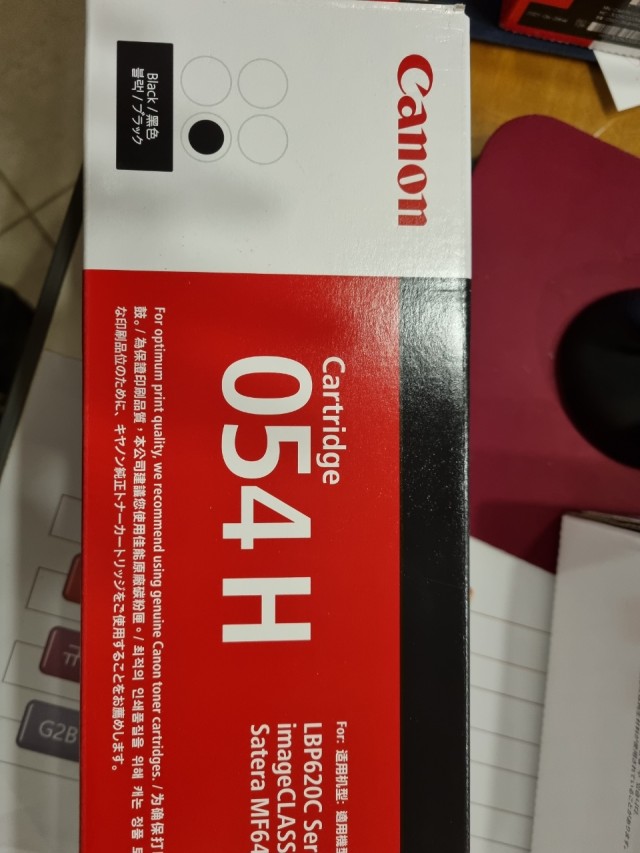 Canon
Black / 黑色
블랙 / ブラック
Cartridge
054 H
For optimum print quality, we recommend using genuine Canon toner cartridges. / 为确保打
鼓。/ 為保證印刷品質，本公司建議您使用佳能原廠碳粉匣。/ 최적의 인쇄품질을 위해 캐논 정품 토
な印刷品位のために、キヤノン純正トナーカートリッジをご使用することをお薦めします。
For: 适用机型: 適用機型
LBP620C Ser
imageCLASS
Satera MF64
G2B